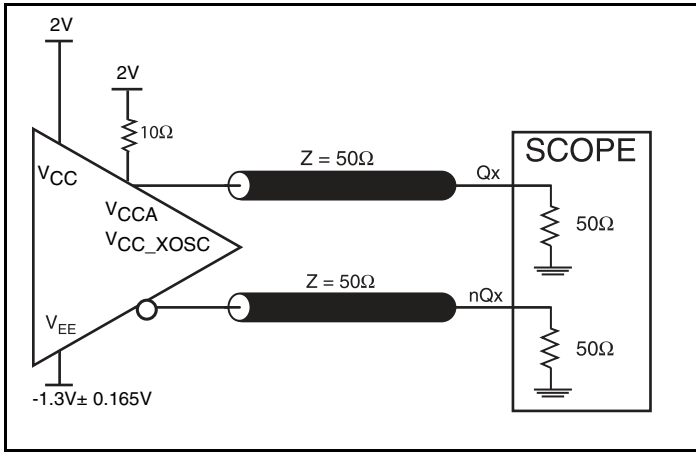 2V
2V
10Ω
VCC
VCCA
VCC_XOSC
VEE
-1.3V± 0.165V
Z = 50Ω
Qx
Z = 50Ω
nQx
SCOPE
50Ω
50Ω